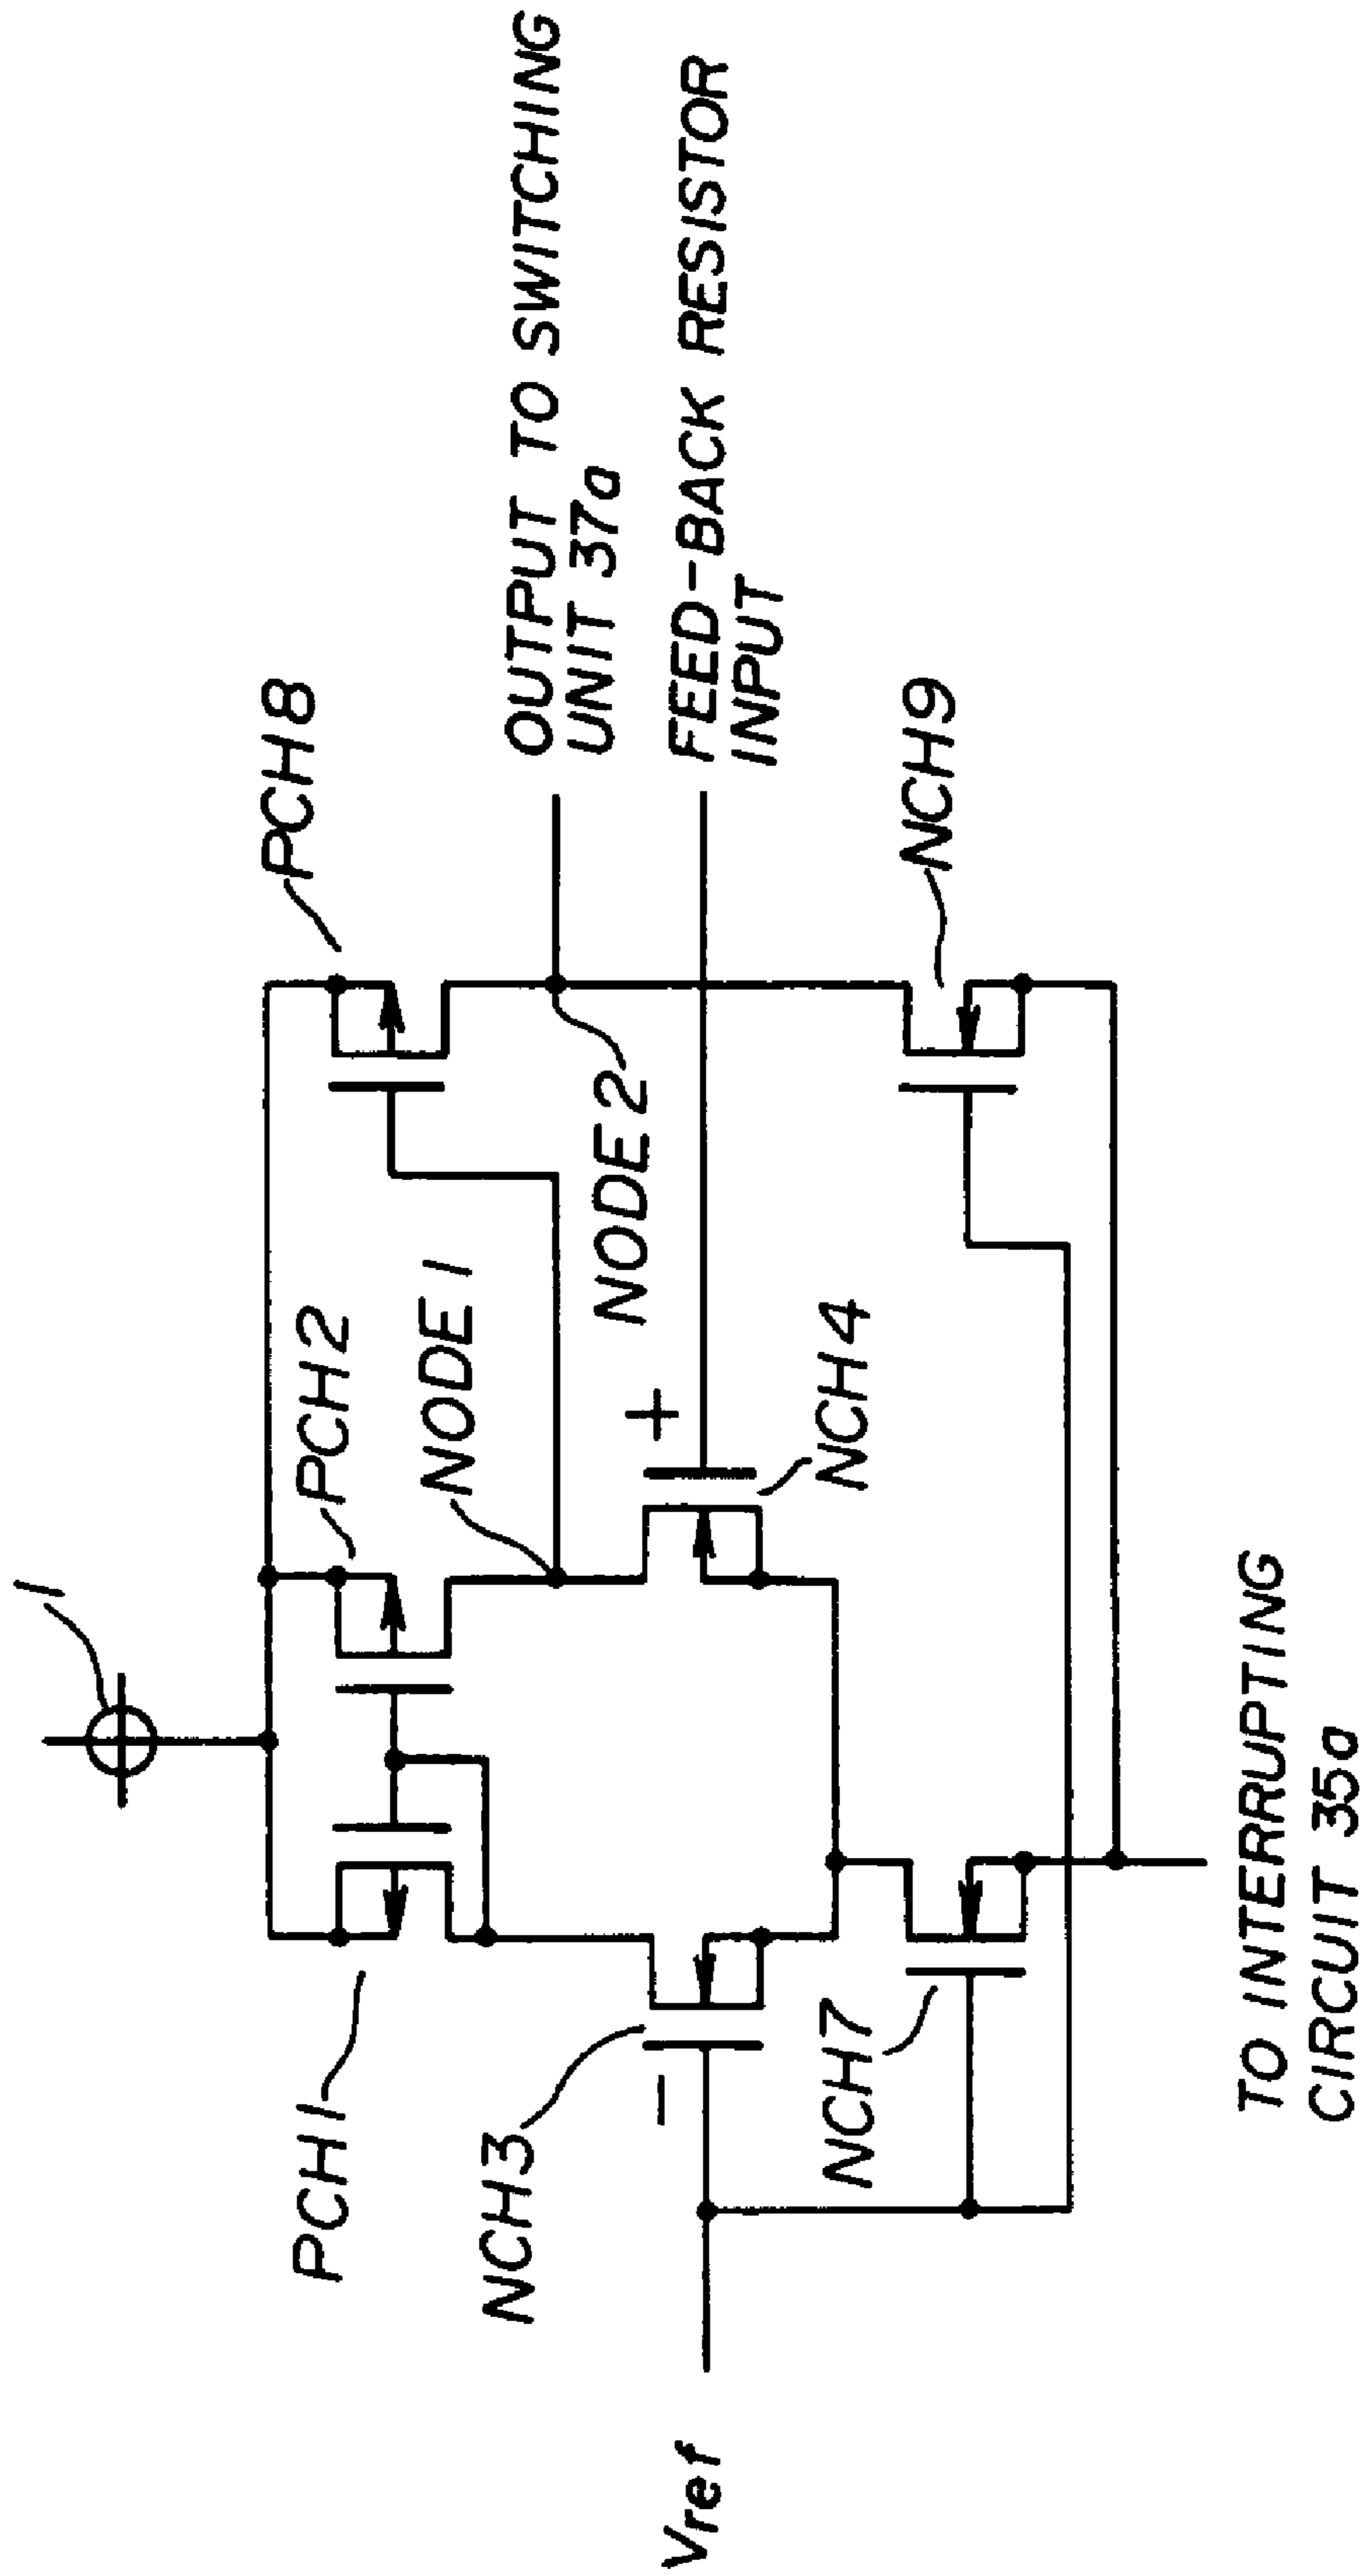 1
PCH1
PCH2
PCH8
NODE 1
NCH3
OUTPUT TO SWITCHING
UNIT 37a
NODE 2
+
FEED-BACK RESISTOR
INPUT
Vref
−
NCH7
NCH4
NCH9
TO INTERRUPTING
CIRCUIT 35a